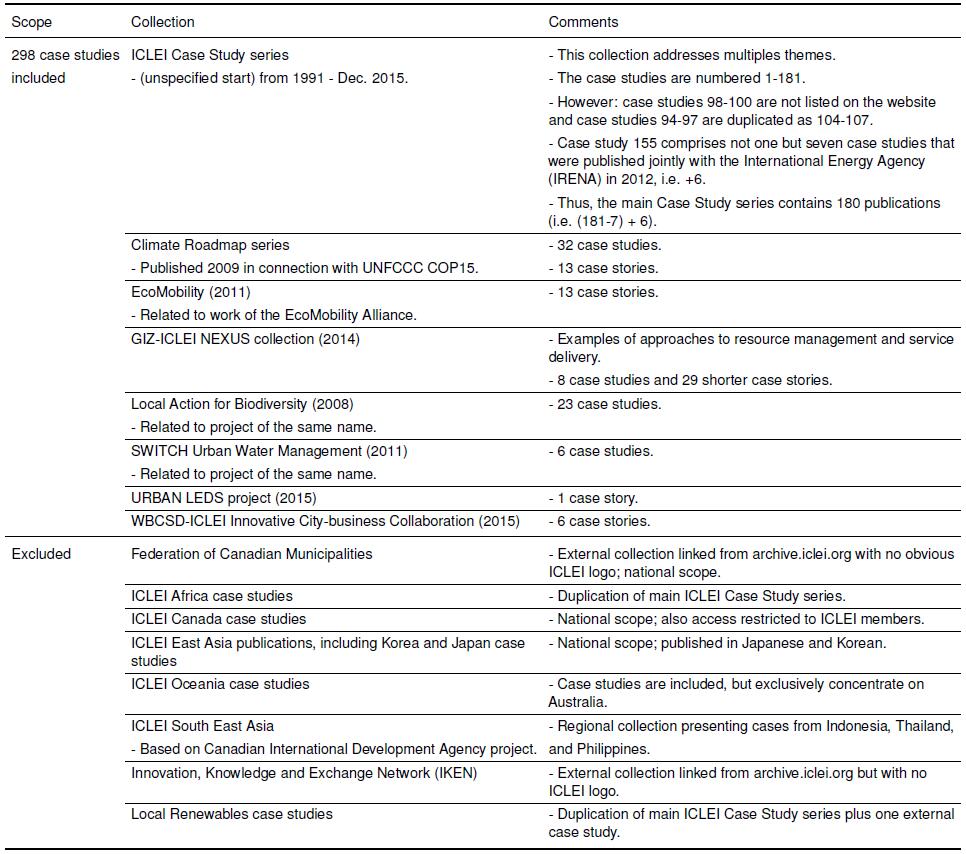 Scope Collection Comments
298 case studies included
ICLEI Case Study series
- (unspecified start) from 1991 - Dec. 2015.
- This collection addresses multiples themes.
- The case studies are numbered 1-181.
- However: case studies 98-100 are not listed on the website
and case studies 94-97 are duplicated as 104-107.
- Case study 155 comprises not one but seven case studies that
were published jointly with the International Energy Agency
(IRENA) in 2012, i.e. +6.
- Thus, the main Case Study series contains 180 publications
(i.e. (181-7) + 6).
Climate Roadmap series
- Published 2009 in connection with UNFCCC COP15.
- 32 case studies.
- 13 case stories.
EcoMobility (2011)
- Related to work of the EcoMobility Alliance.
- 13 case stories.
GIZ-ICLEI NEXUS collection (2014)
- Examples of approaches to resource management and service
delivery.
- 8 case studies and 29 shorter case stories.
Local Action for Biodiversity (2008)
- Related to project of the same name.
- 23 case studies.
SWITCH Urban Water Management (2011)
- Related to project of the same name.
- 6 case studies.
URBAN LEDS project (2015)
- 1 case story.
WBCSD-ICLEI Innovative City-business Collaboration (2015)
- 6 case stories.
Excluded
Federation of Canadian Municipalities
- External collection linked from archive.iclei.org with no obvious
ICLEI logo; national scope.
ICLEI Africa case studies
- Duplication of main ICLEI Case Study series.
ICLEI Canada case studies
- National scope; also access restricted to ICLEI members.
ICLEI East Asia publications, including Korea and Japan case
studies
- National scope; published in Japanese and Korean.
ICLEI Oceania case studies
- Case studies are included, but exclusively concentrate on
Australia.
ICLEI South East Asia
- Based on Canadian International Development Agency project.
- Regional collection presenting cases from Indonesia, Thailand,
and Philippines.
Innovation, Knowledge and Exchange Network (IKEN)
- External collection linked from archive.iclei.org but with no
ICLEI logo.
Local Renewables case studies
- Duplication of main ICLEI Case Study series plus one external
case study.